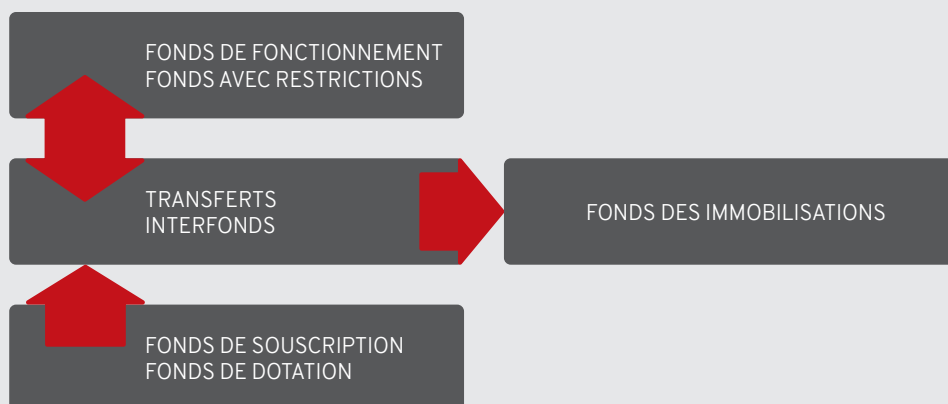 FONDS DE FONCTIONNEMENT
FONDS AVEC RESTRICTIONS
TRANSFERTS
INTERFONDS
FONDS DES IMMOBILISATIONS
FONDS DE SOUSCRIPTION
FONDS DE DOTATION